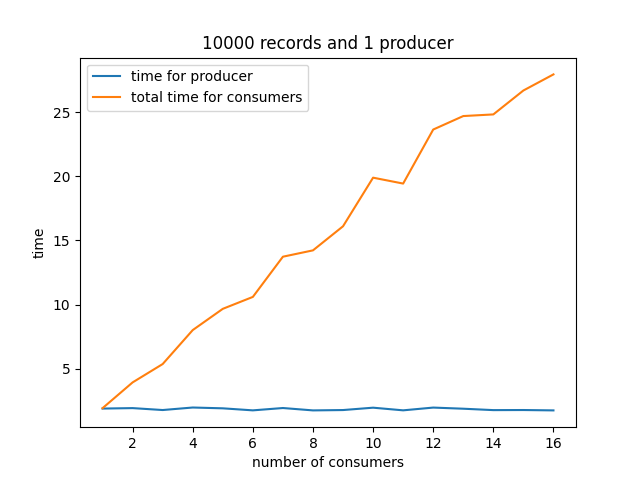 10000 records and 1 producer
time for producer
total time for consumers
25
20
15
10
5
time
2 4 6 8 10 12 14 16
number of consumers